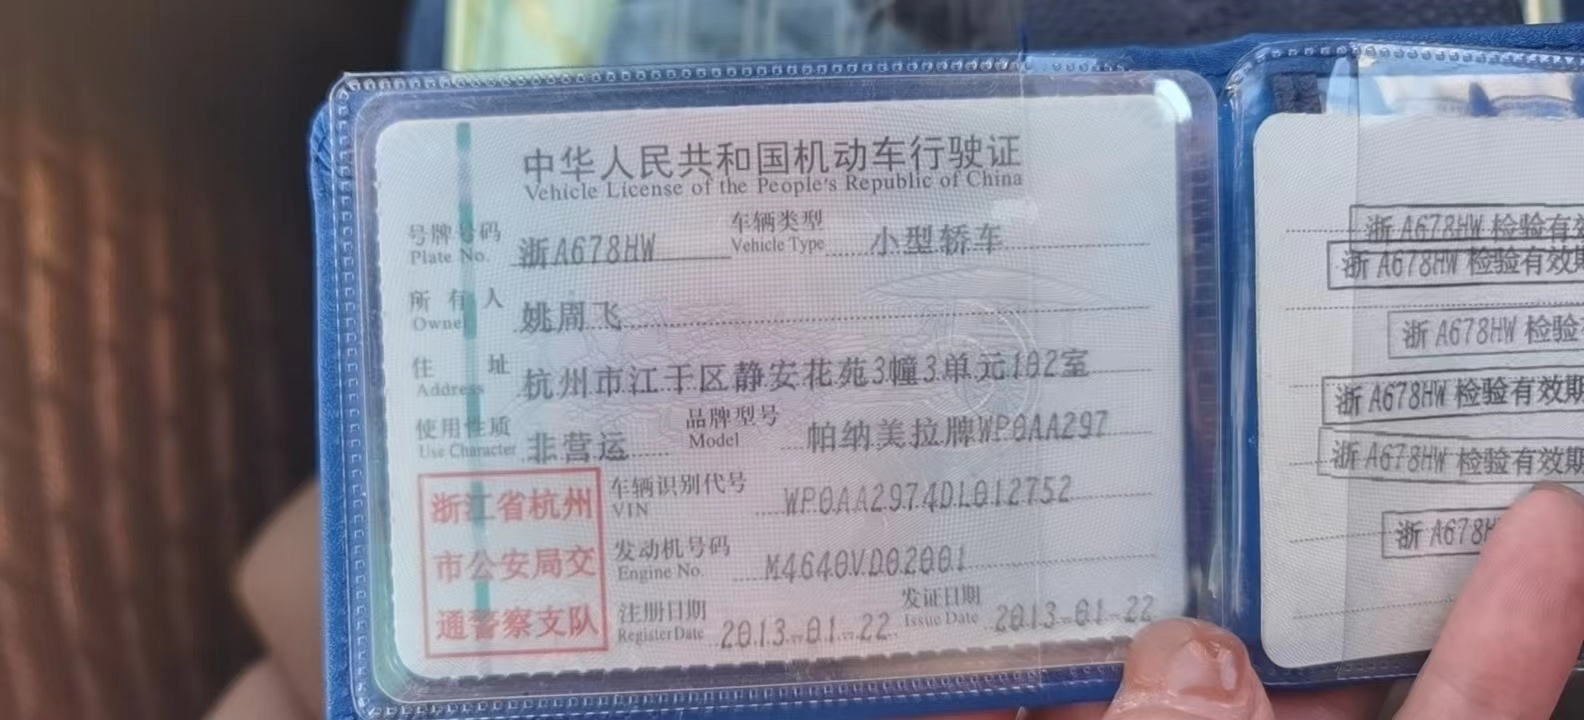 中华人民共和国机动车行驶证
Vehicle License of the People's Republic of China
号牌号码 浙A678HW 车辆类型 小型轿车
Plate No. Vehicle Type
所有人 姚周飞
Owner
住址 杭州市江干区静安花苑3幢3单元102室
Address
使用性质 非营运 品牌型号 帕纳美拉牌WP0AA297
Use Character Model
浙江省杭州
市公安局交
通警察支队
车辆识别代号 WP0AA2974DL012752
VIN
发动机号码 M4640VD02001
Engine No.
注册日期 2013-01-22 发证日期 2013-01-22
Register Date Issue Date
浙A678HW检验有效
浙A678HW检验有效期
浙A678HW检验
浙A678HW检验有效期
浙A678HW检验有效期
浙A678H